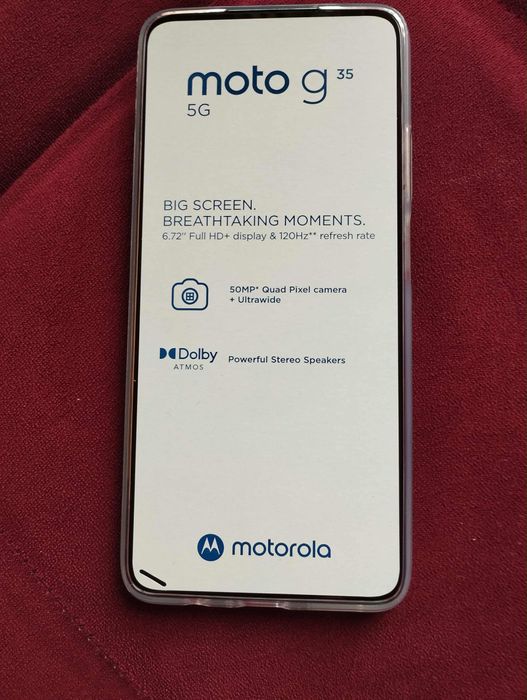 moto g 35
5G
BIG SCREEN.
BREATHTAKING MOMENTS.
6.72" Full HD+ display & 120Hz** refresh rate
50MP* Quad Pixel camera
+ Ultrawide
Dolby
ATMOS
Powerful Stereo Speakers
motorola